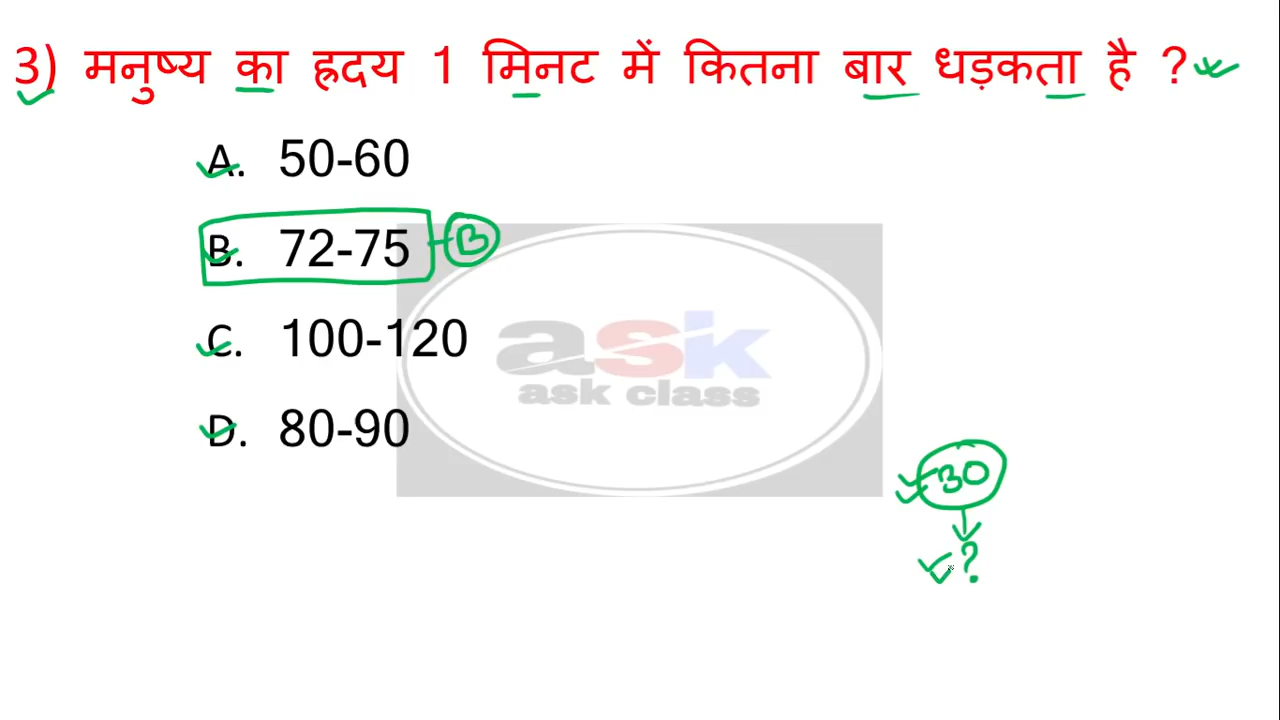 3) मनुष्य का ह्रदय 1 मिनट में कितना बार धड़कता है ?
A. 50-60
B. 72-75 B
C. 100-120
D. 80-90
ask
ask class
30
?